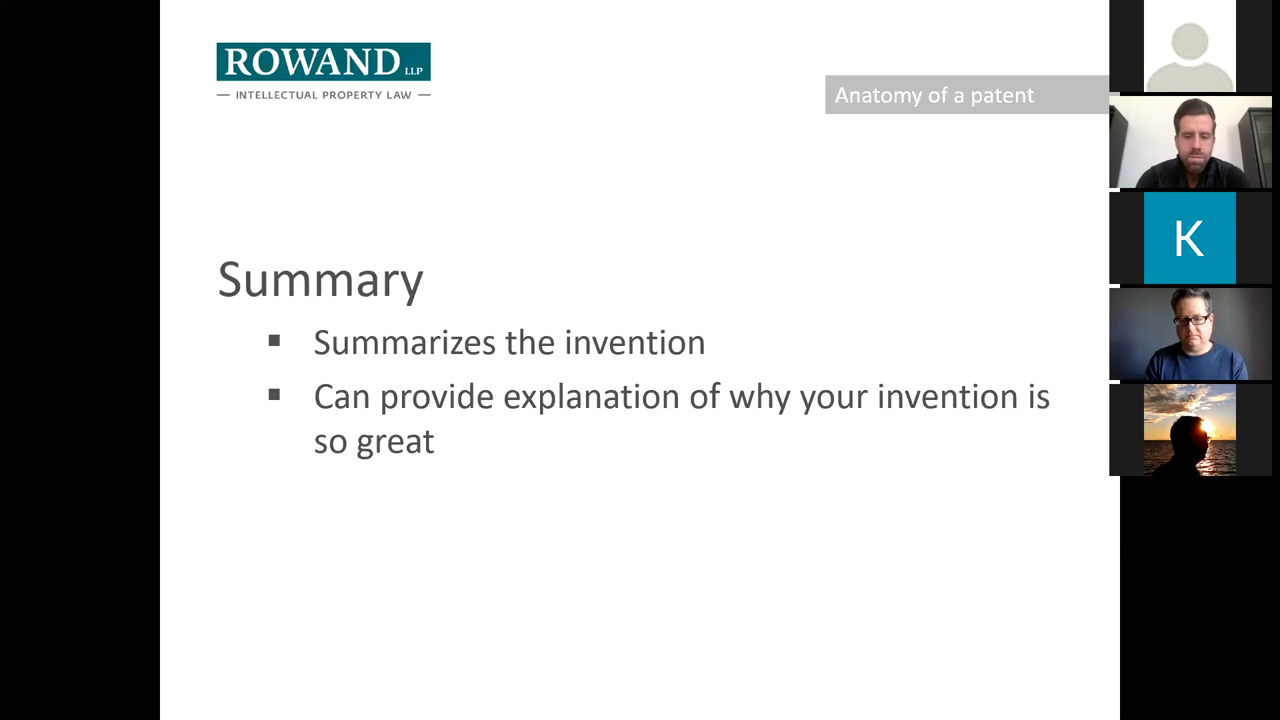 ROWAND LLP
INTELLECTUAL PROPERTY LAW
Anatomy of a patent
K
Summary
▪ Summarizes the invention
▪ Can provide explanation of why your invention is
so great